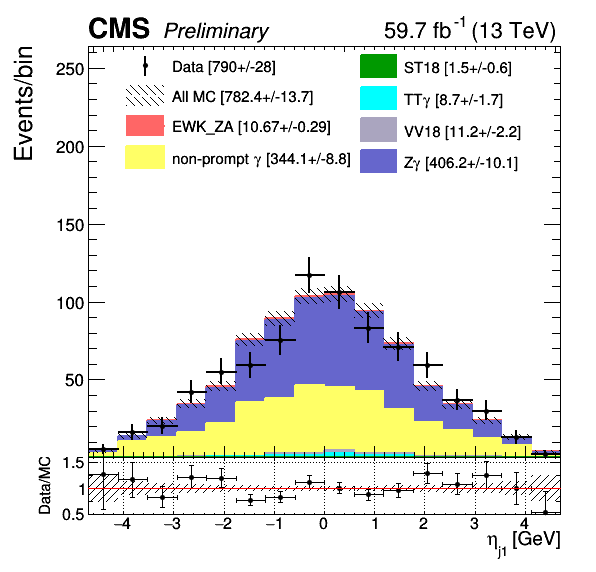 CMS Preliminary 59.7 fb⁻¹ (13 TeV)
Events/bin
250
200
150
100
50
Data [790+/-28]
All MC [782.4+/-13.7]
EWK_ZA [10.67+/-0.29]
non-prompt γ [344.1+/-8.8]
ST18 [1.5+/-0.6]
TTγ [8.7+/-1.7]
VV18 [11.2+/-2.2]
Zγ [406.2+/-10.1]
Data/MC
1.5
1
0.5
−4 −3 −2 −1 0 1 2 3 4
η_j1 [GeV]